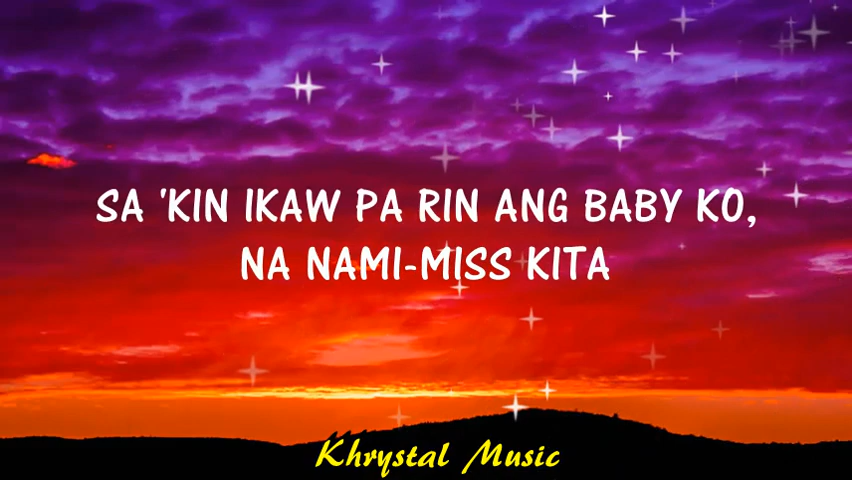 SA 'KIN IKAW PA RIN ANG BABY KO,
NA NAMI-MISS KITA
Khrystal Music